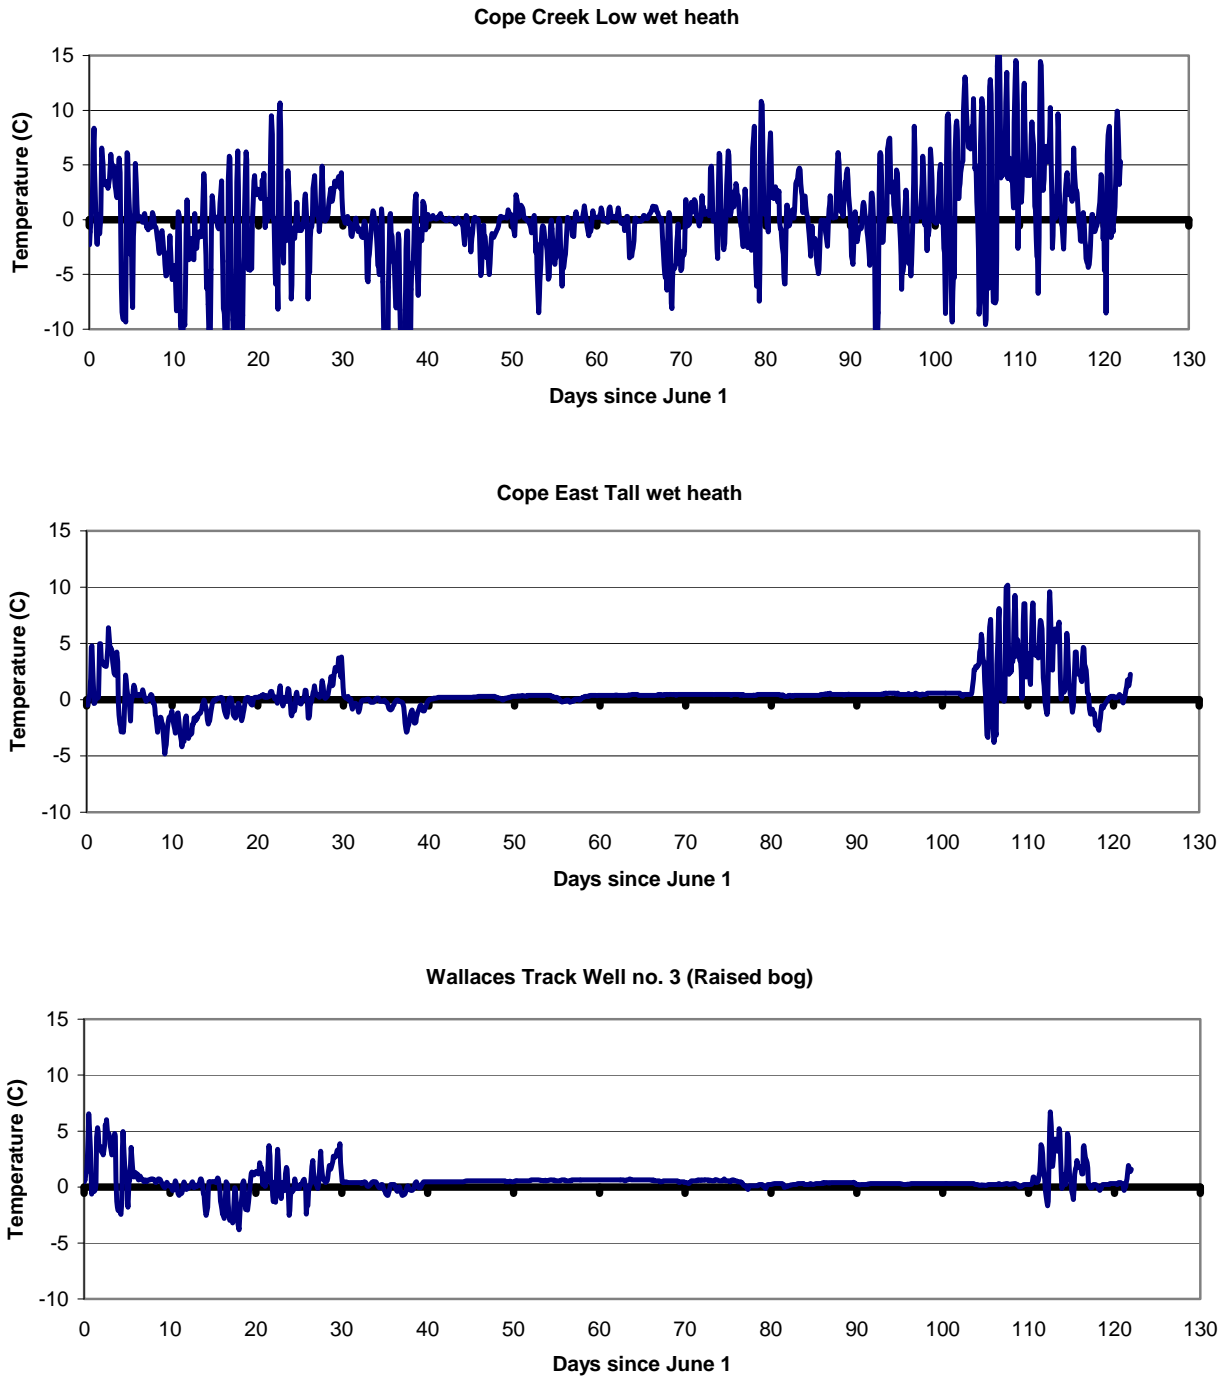 Cope Creek Low wet heath
15
10
5
0
-5
-10
Temperature (C)
0 10 20 30 40 50 60 70 80 90 100 110 120 130
Days since June 1
Cope East Tall wet heath
15
10
5
0
-5
-10
Temperature (C)
0 10 20 30 40 50 60 70 80 90 100 110 120 130
Days since June 1
Wallaces Track Well no. 3 (Raised bog)
15
10
5
0
-5
-10
Temperature (C)
0 10 20 30 40 50 60 70 80 90 100 110 120 130
Days since June 1